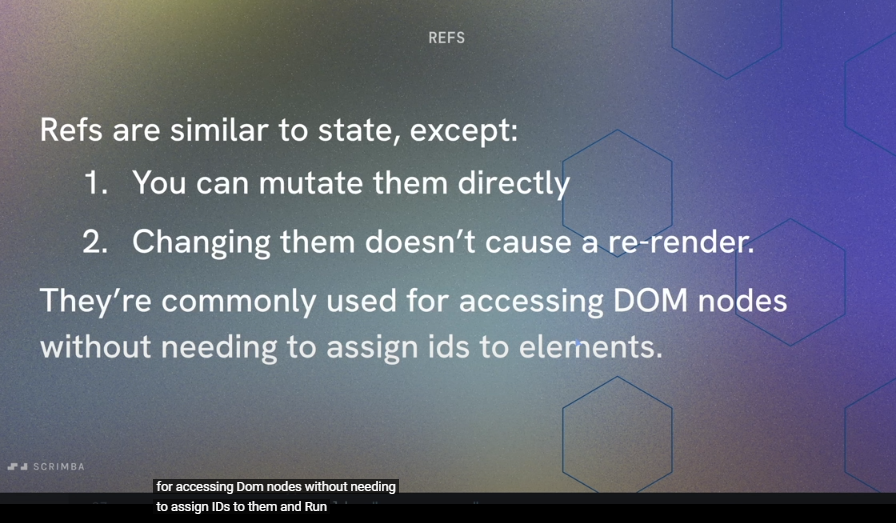 REFS
Refs are similar to state, except:
1. You can mutate them directly
2. Changing them doesn’t cause a re-render.
They’re commonly used for accessing DOM nodes
without needing to assign ids to elements.
SCRIMBA
for accessing Dom nodes without needing
to assign IDs to them and Run